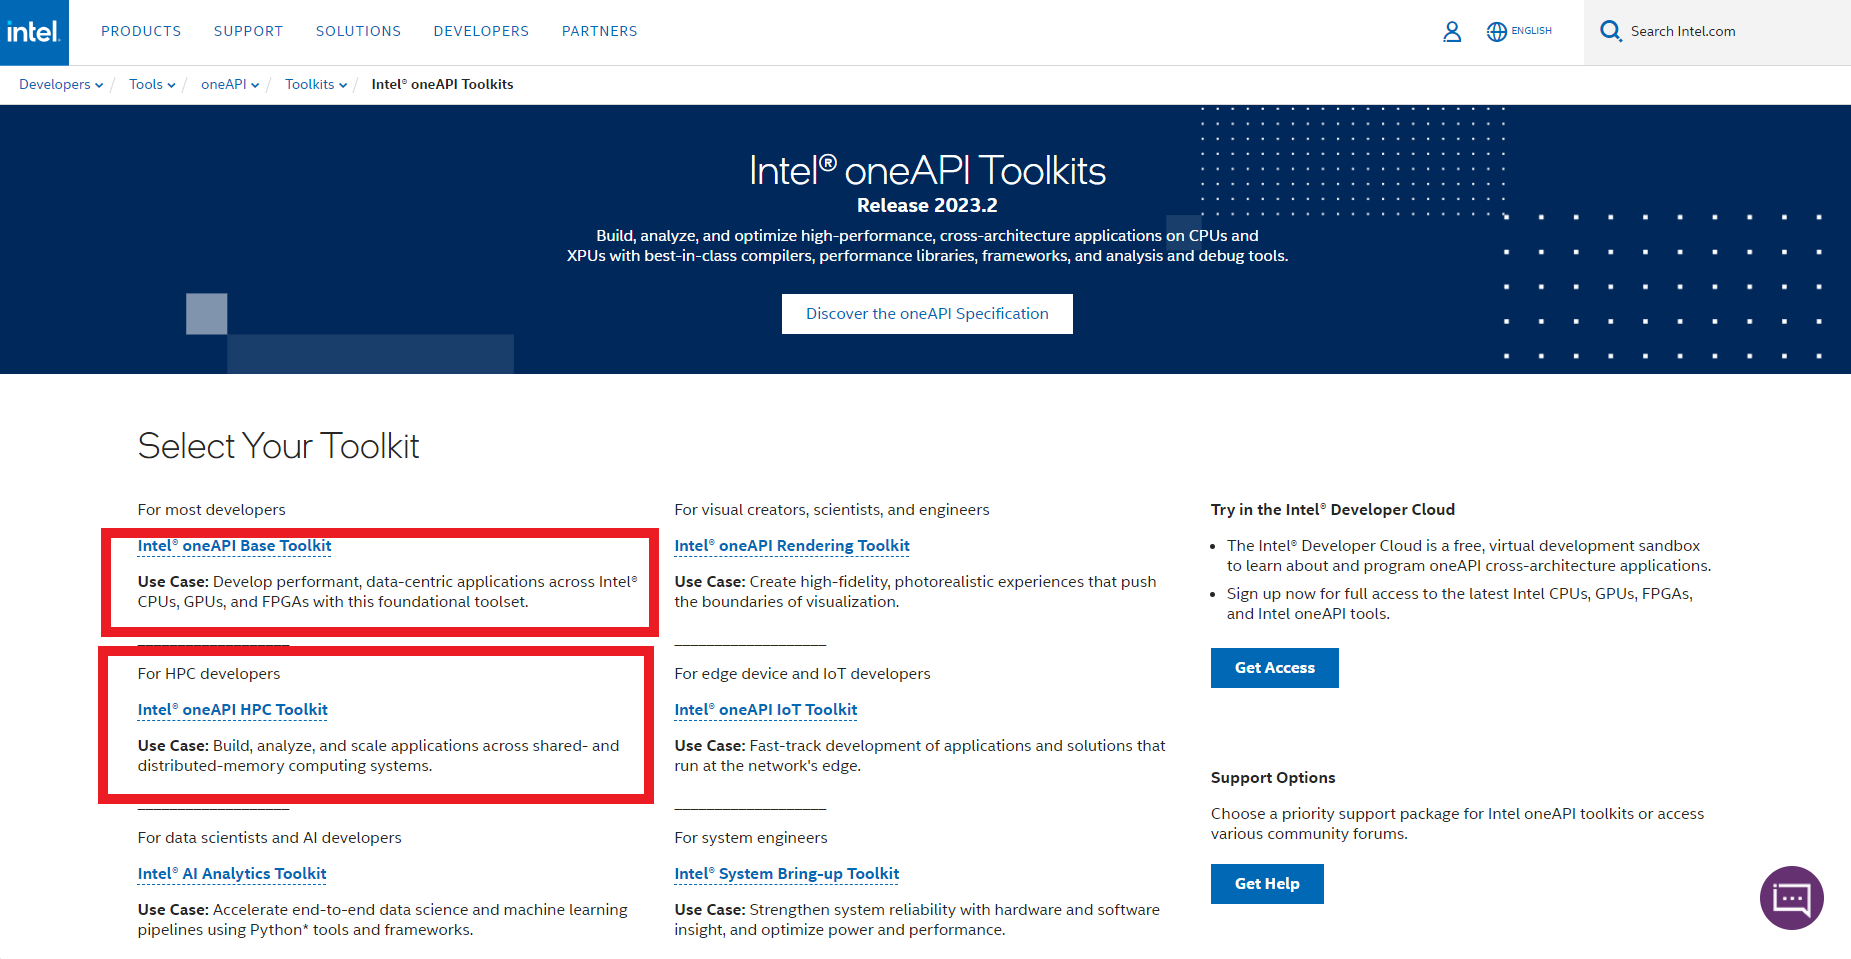 intel.
PRODUCTS SUPPORT SOLUTIONS DEVELOPERS PARTNERS
ENGLISH
Search Intel.com
Developers / Tools / oneAPI / Toolkits / Intel® oneAPI Toolkits
Intel® oneAPI Toolkits
Release 2023.2
Build, analyze, and optimize high-performance, cross-architecture applications on CPUs and
XPUs with best-in-class compilers, performance libraries, frameworks, and analysis and debug tools.
Discover the oneAPI Specification
Select Your Toolkit
For most developers
Intel® oneAPI Base Toolkit
Use Case: Develop performant, data-centric applications across Intel®
CPUs, GPUs, and FPGAs with this foundational toolset.
For HPC developers
Intel® oneAPI HPC Toolkit
Use Case: Build, analyze, and scale applications across shared- and
distributed-memory computing systems.
For data scientists and AI developers
Intel® AI Analytics Toolkit
Use Case: Accelerate end-to-end data science and machine learning
pipelines using Python* tools and frameworks.
For visual creators, scientists, and engineers
Intel® oneAPI Rendering Toolkit
Use Case: Create high-fidelity, photorealistic experiences that push
the boundaries of visualization.
For edge device and IoT developers
Intel® oneAPI IoT Toolkit
Use Case: Fast-track development of applications and solutions that
run at the network's edge.
For system engineers
Intel® System Bring-up Toolkit
Use Case: Strengthen system reliability with hardware and software
insight, and optimize power and performance.
Try in the Intel® Developer Cloud
• The Intel® Developer Cloud is a free, virtual development sandbox
to learn about and program oneAPI cross-architecture applications.
• Sign up now for full access to the latest Intel CPUs, GPUs, FPGAs,
and Intel oneAPI tools.
Get Access
Support Options
Choose a priority support package for Intel oneAPI toolkits or access
various community forums.
Get Help